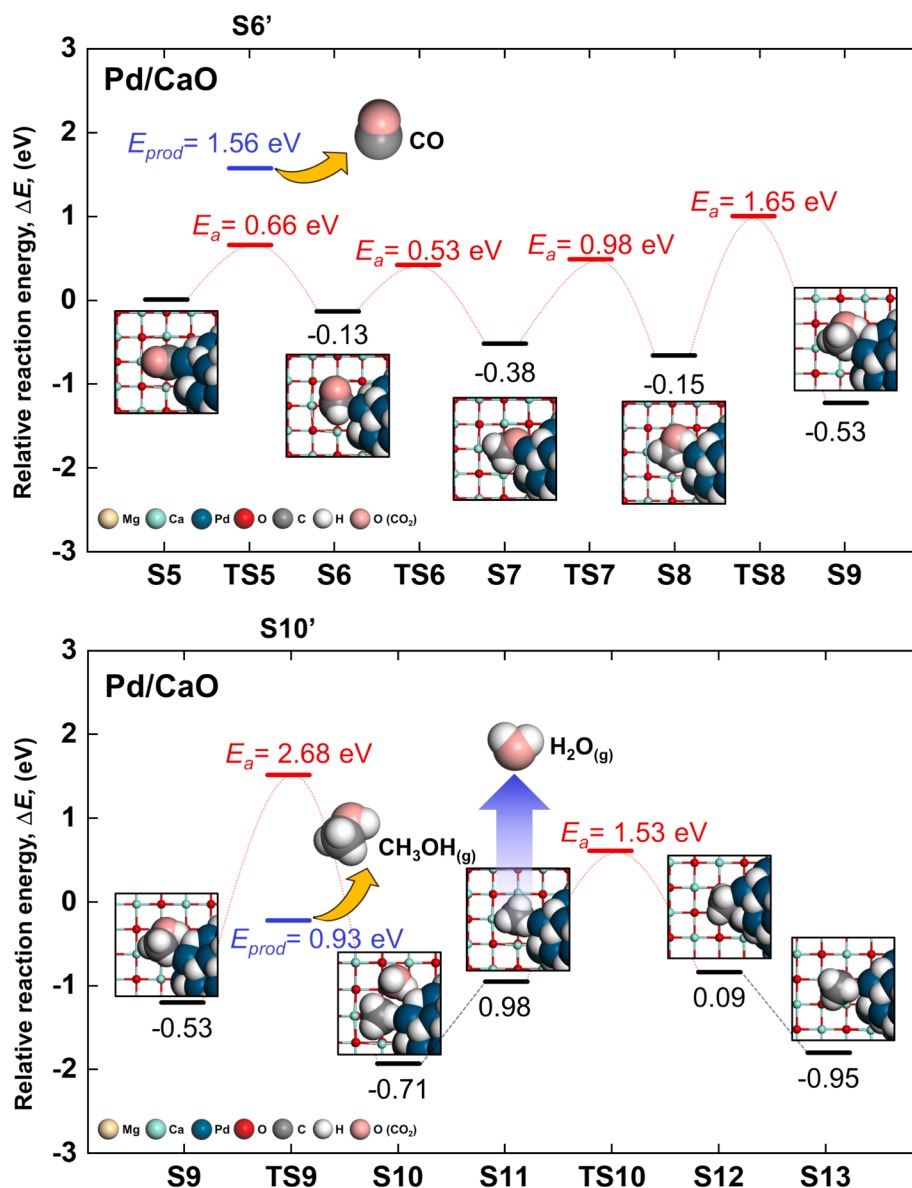 S6’
Pd/CaO
Relative reaction energy, ΔE, (eV)
3
2
1
0
-1
-2
-3
E_prod= 1.56 eV
CO
E_a= 0.66 eV
E_a= 0.53 eV
E_a= 0.98 eV
E_a= 1.65 eV
-0.13
-0.38
-0.15
-0.53
Mg Ca Pd O C H O (CO₂)
S5 TS5 S6 TS6 S7 TS7 S8 TS8 S9
S10’
Pd/CaO
Relative reaction energy, ΔE, (eV)
3
2
1
0
-1
-2
-3
E_a= 2.68 eV
H₂O(g)
CH₃OH(g)
E_a= 1.53 eV
E_prod= 0.93 eV
-0.53
-0.71
0.98
0.09
-0.95
Mg Ca Pd O C H O (CO₂)
S9 TS9 S10 S11 TS10 S12 S13